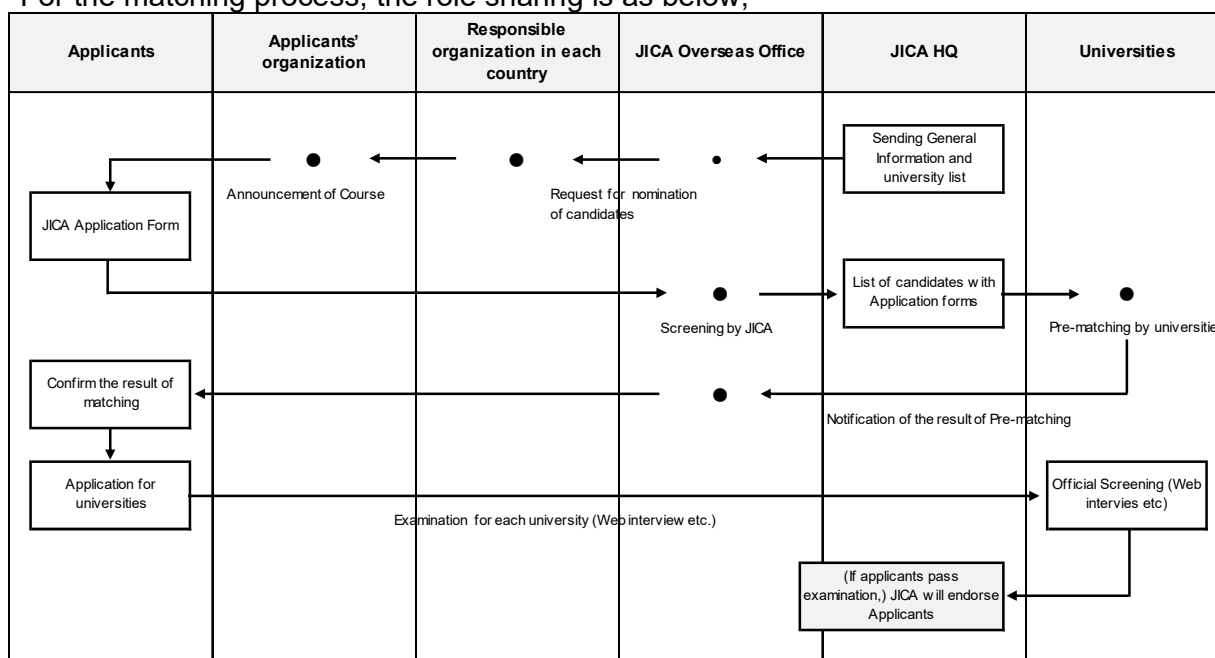 For the matching process, the role sharing is as below;
Applicants
Applicants'
organization
Responsible
organization in each
country
JICA Overseas Office
JICA HQ
Universities
Sending General
Information and
university list
Announcement of Course
Request for nomination
of candidates
JICA Application Form
List of candidates with
Application forms
Screening by JICA
Pre-matching by universitie
Confirm the result of
matching
Notification of the result of Pre-matching
Application for
universities
Official Screening (Web
intervies etc)
Examination for each university (Web interview etc.)
(If applicants pass
examination,) JICA will endorse
Applicants